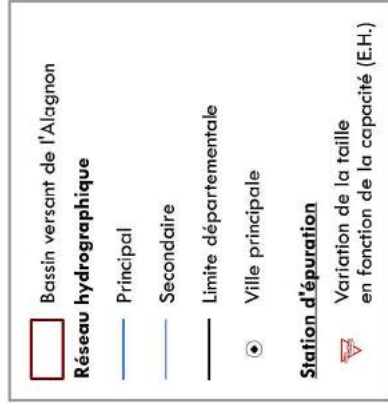 Bassin versant de l'Alagnon
Réseau hydrographique
Principal
Secondaire
Limite départementale
Ville principale
Station d'épuration
Variation de la taille
en fonction de la capacité (E.H.)